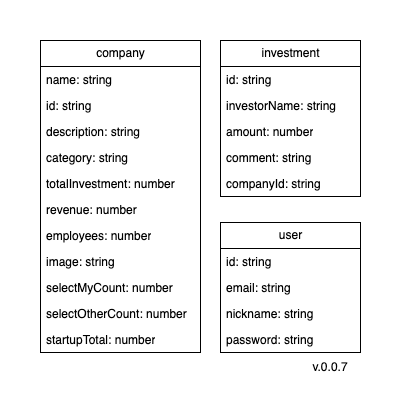 company
name: string
id: string
description: string
category: string
totalInvestment: number
revenue: number
employees: number
image: string
selectMyCount: number
selectOtherCount: number
startupTotal: number
investment
id: string
investorName: string
amount: number
comment: string
companyId: string
user
id: string
email: string
nickname: string
password: string
v.0.0.7